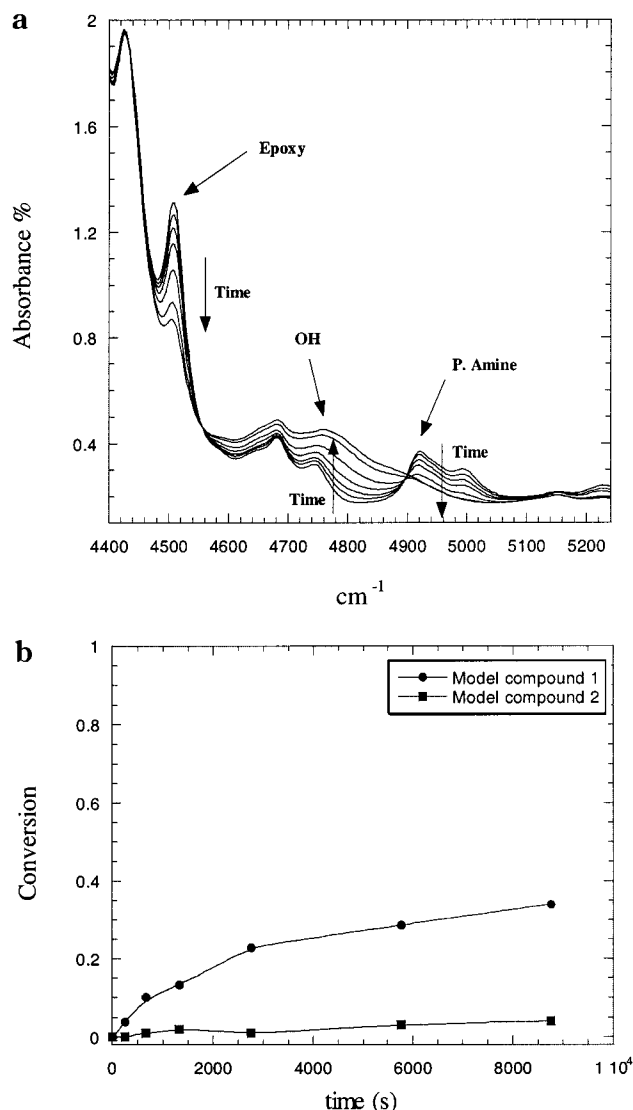 a
2
1.6
1.2
0.8
0.4
Absorbance %
Epoxy
Time
OH
P. Amine
Time
Time
4400 4500 4600 4700 4800 4900 5000 5100 5200
cm-1
b
1
0.8
0.6
0.4
0.2
0
Conversion
Model compound 1
Model compound 2
0 2000 4000 6000 8000 1 10⁴
time (s)